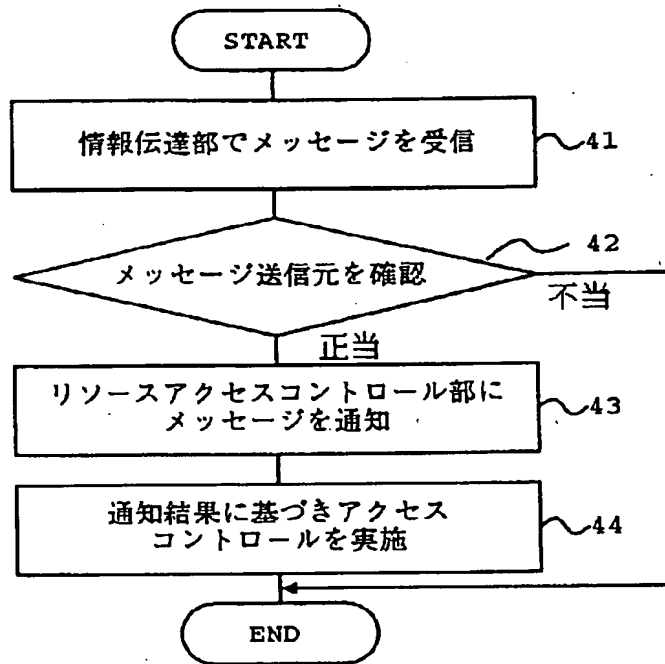 START
情報伝達部でメッセージを受信
41
メッセージ送信元を確認
42
不当
正当
リソースアクセスコントロール部に
メッセージを通知
43
通知結果に基づきアクセス
コントロールを実施
44
END